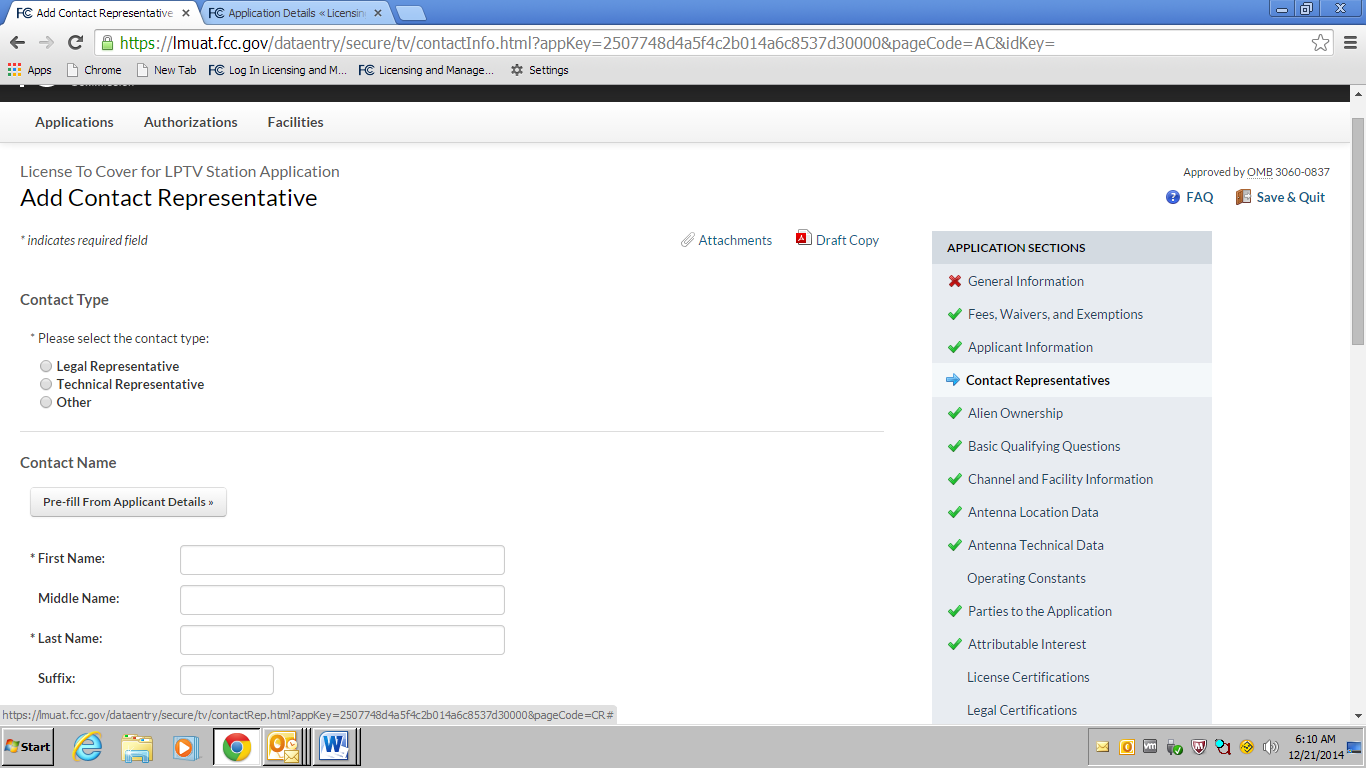 Add Contact Representative
Application Details « Licensin
https://lmuat.fcc.gov/dataentry/secure/tv/contactInfo.html?appKey=2507748d4a5f4c2b014a6c8537d30000&pageCode=AC&idKey=
Apps
Chrome
New Tab
Log In Licensing and M...
Licensing and Manage...
Settings
Applications
Authorizations
Facilities
License To Cover for LPTV Station Application
Approved by OMB 3060-0837
Add Contact Representative
FAQ
Save & Quit
* indicates required field
Attachments
Draft Copy
Contact Type
* Please select the contact type:
Legal Representative
Technical Representative
Other
Contact Name
Pre-fill From Applicant Details »
* First Name:
Middle Name:
* Last Name:
Suffix:
APPLICATION SECTIONS
General Information
Fees, Waivers, and Exemptions
Applicant Information
Contact Representatives
Alien Ownership
Basic Qualifying Questions
Channel and Facility Information
Antenna Location Data
Antenna Technical Data
Operating Constants
Parties to the Application
Attributable Interest
License Certifications
Legal Certifications
https://lmuat.fcc.gov/dataentry/secure/tv/contactRep.html?appKey=2507748d4a5f4c2b014a6c8537d30000&pageCode=CR#
Start
6:10 AM
12/21/2014